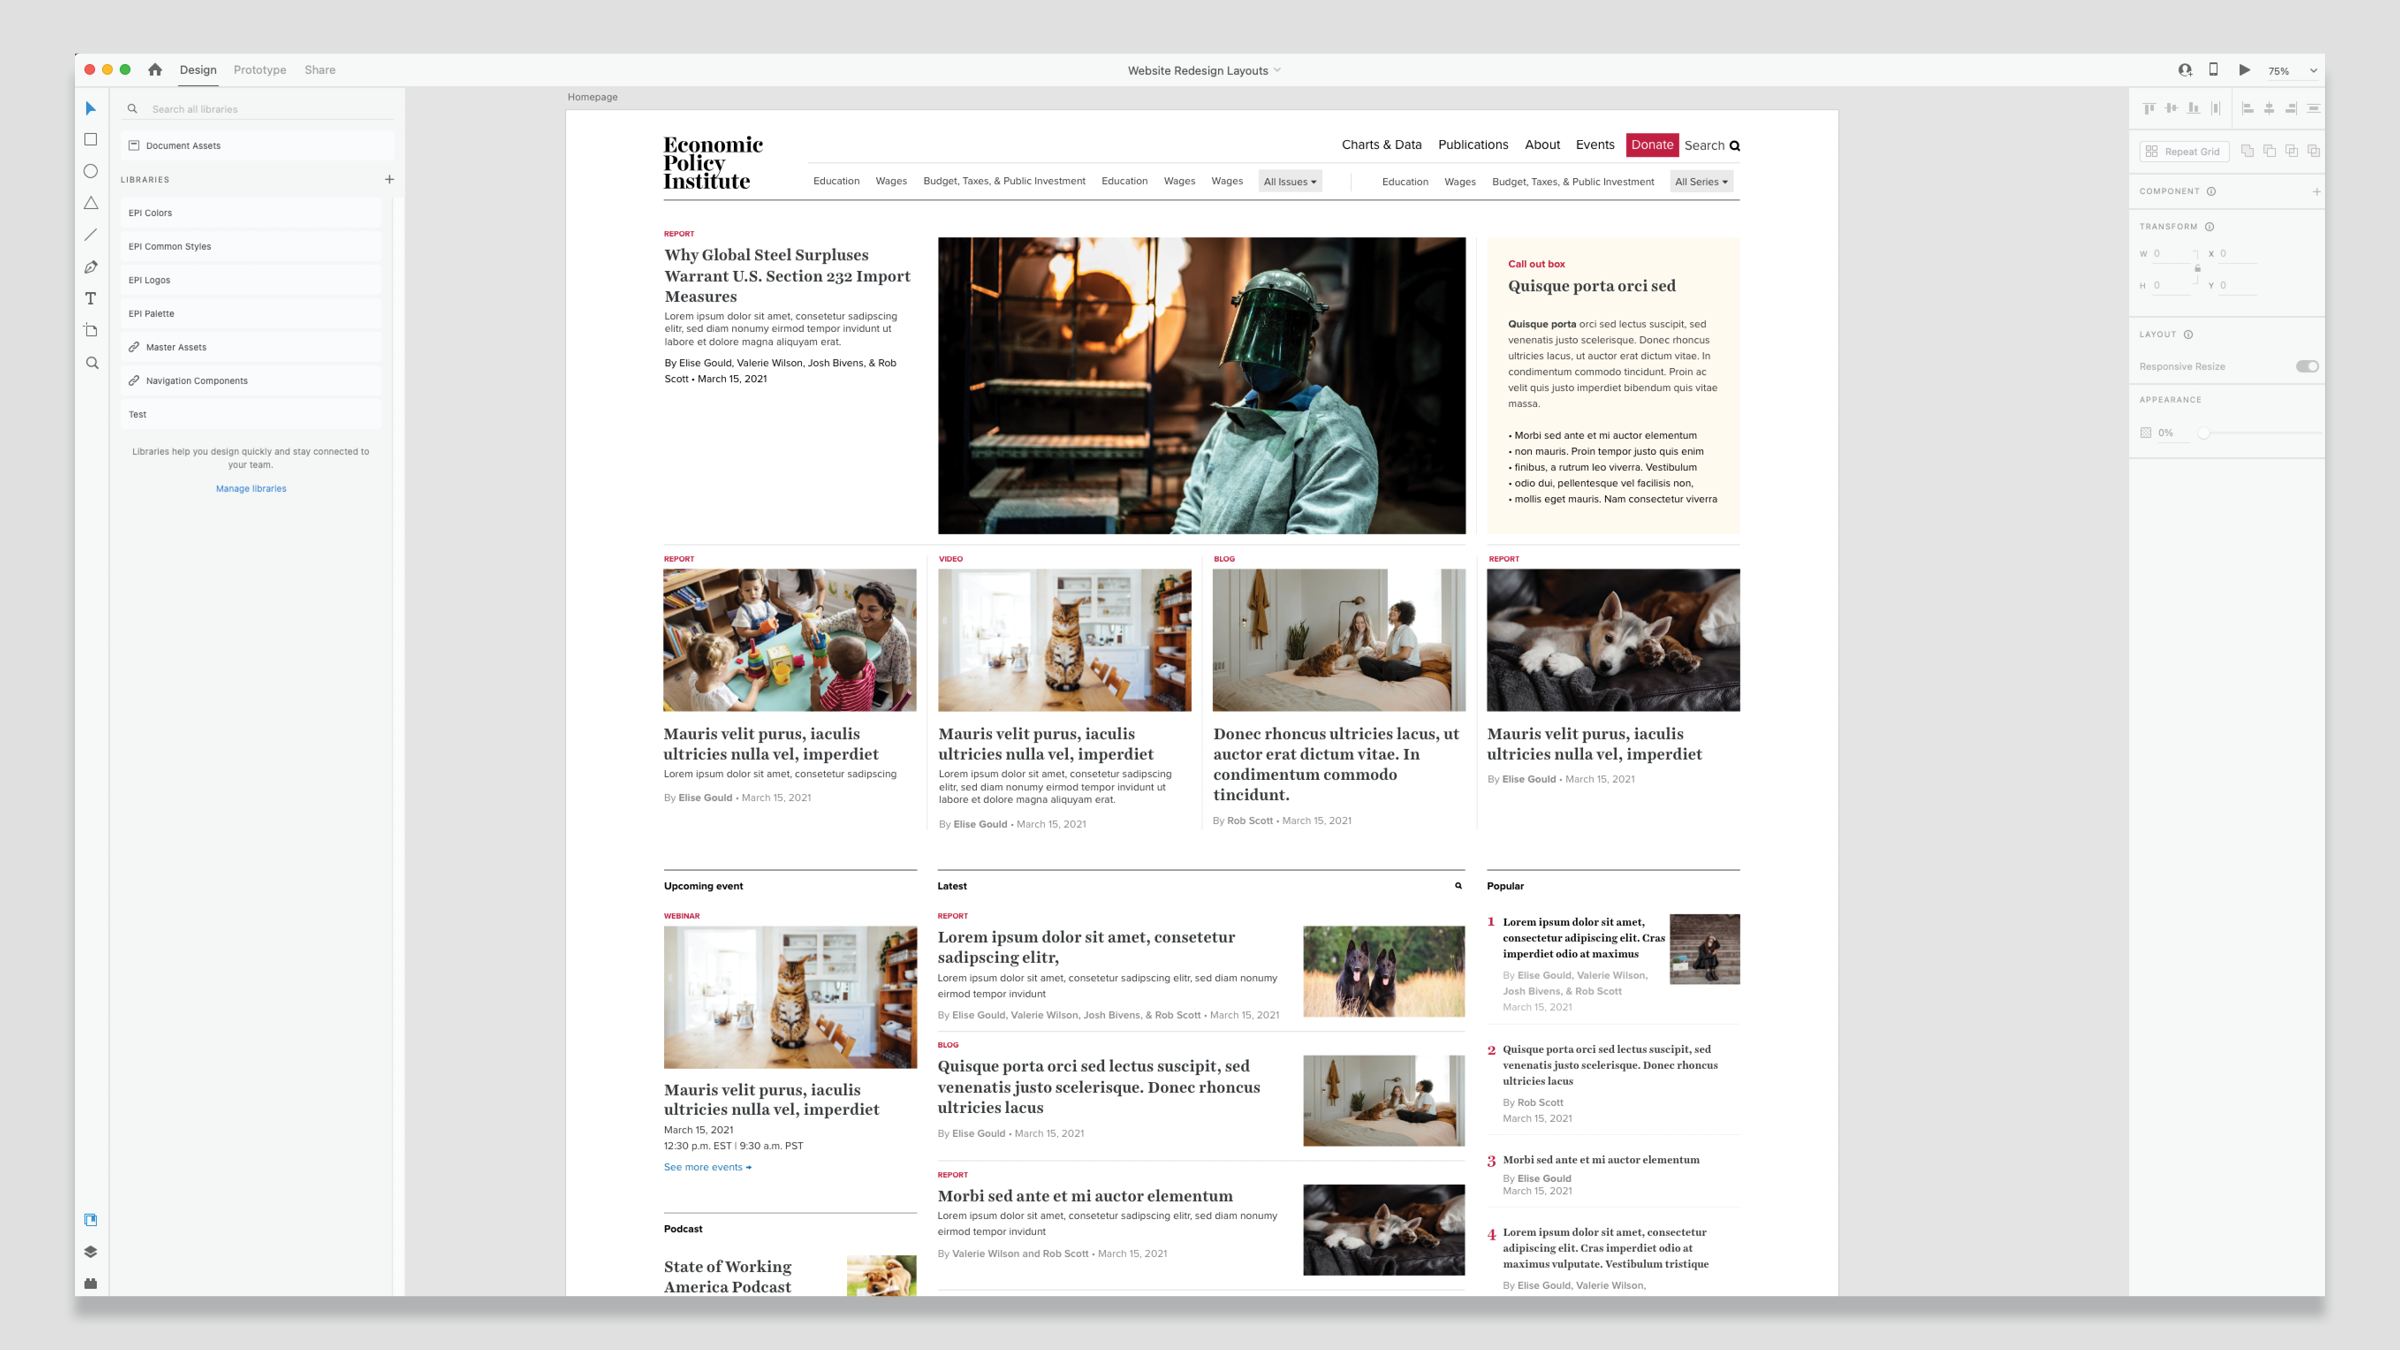 Design Prototype Share
Website Redesign Layouts
75%
Search all libraries
Document Assets
LIBRARIES
EPI Colors
EPI Common Styles
EPI Logos
EPI Palette
Master Assets
Navigation Components
Test
Libraries help you design quickly and stay connected to
your team.
Manage libraries
Homepage
Economic
Policy
Institute
Charts & Data Publications About Events Donate Search
Education Wages Budget, Taxes, & Public Investment Education Wages Wages All Issues Education Wages Budget, Taxes, & Public Investment All Series
REPORT
Why Global Steel Surpluses
Warrant U.S. Section 232 Import
Measures
Lorem ipsum dolor sit amet, consetetur sadipscing
elitr, sed diam nonumy eirmod tempor invidunt ut
labore et dolore magna aliquyam erat.
By Elise Gould, Valerie Wilson, Josh Bivens, & Rob
Scott • March 15, 2021
Call out box
Quisque porta orci sed
Quisque porta orci sed lectus suscipit, sed
venenatis justo scelerisque. Donec rhoncus
ultricies lacus, ut auctor erat dictum vitae. In
condimentum commodo tincidunt. Proin ac
velit quis justo imperdiet bibendum quis vitae
massa.
• Morbi sed ante et mi auctor elementum
• non mauris. Proin tempor justo quis enim
• finibus, a rutrum leo viverra. Vestibulum
• odio dui, pellentesque vel facilisis non,
• mollis eget mauris. Nam consectetur viverra
REPORT
Mauris velit purus, iaculis
ultricies nulla vel, imperdiet
Lorem ipsum dolor sit amet, consetetur sadipscing
By Elise Gould • March 15, 2021
VIDEO
Mauris velit purus, iaculis
ultricies nulla vel, imperdiet
Lorem ipsum dolor sit amet, consetetur sadipscing
elitr, sed diam nonumy eirmod tempor invidunt ut
labore et dolore magna aliquyam erat.
By Elise Gould • March 15, 2021
BLOG
Donec rhoncus ultricies lacus, ut
auctor erat dictum vitae. In
condimentum commodo
tincidunt.
By Rob Scott • March 15, 2021
REPORT
Mauris velit purus, iaculis
ultricies nulla vel, imperdiet
By Elise Gould • March 15, 2021
Upcoming event
WEBINAR
Mauris velit purus, iaculis
ultricies nulla vel, imperdiet
March 15, 2021
12:30 p.m. EST | 9:30 a.m. PST
See more events →
Podcast
State of Working
America Podcast
Latest
REPORT
Lorem ipsum dolor sit amet, consetetur
sadipscing elitr,
Lorem ipsum dolor sit amet, consetetur sadipscing elitr, sed diam nonumy
eirmod tempor invidunt
By Elise Gould, Valerie Wilson, Josh Bivens, & Rob Scott • March 15, 2021
BLOG
Quisque porta orci sed lectus suscipit, sed
venenatis justo scelerisque. Donec rhoncus
ultricies lacus
By Elise Gould • March 15, 2021
REPORT
Morbi sed ante et mi auctor elementum
Lorem ipsum dolor sit amet, consetetur sadipscing elitr, sed diam nonumy
eirmod tempor invidunt
By Valerie Wilson and Rob Scott • March 15, 2021
Popular
1 Lorem ipsum dolor sit amet,
consectetur adipiscing elit. Cras
imperdiet odio at maximus
By Elise Gould, Valerie Wilson,
Josh Bivens, & Rob Scott
March 15, 2021
2 Quisque porta orci sed lectus suscipit, sed
venenatis justo scelerisque. Donec rhoncus
ultricies lacus
By Rob Scott
March 15, 2021
3 Morbi sed ante et mi auctor elementum
By Elise Gould
March 15, 2021
4 Lorem ipsum dolor sit amet, consectetur
adipiscing elit. Cras imperdiet odio at
maximus vulputate. Vestibulum tristique
By Elise Gould, Valerie Wilson,
Repeat Grid
COMPONENT
TRANSFORM
W 0 X 0
H 0 Y 0
LAYOUT
Responsive Resize
APPEARANCE
0%